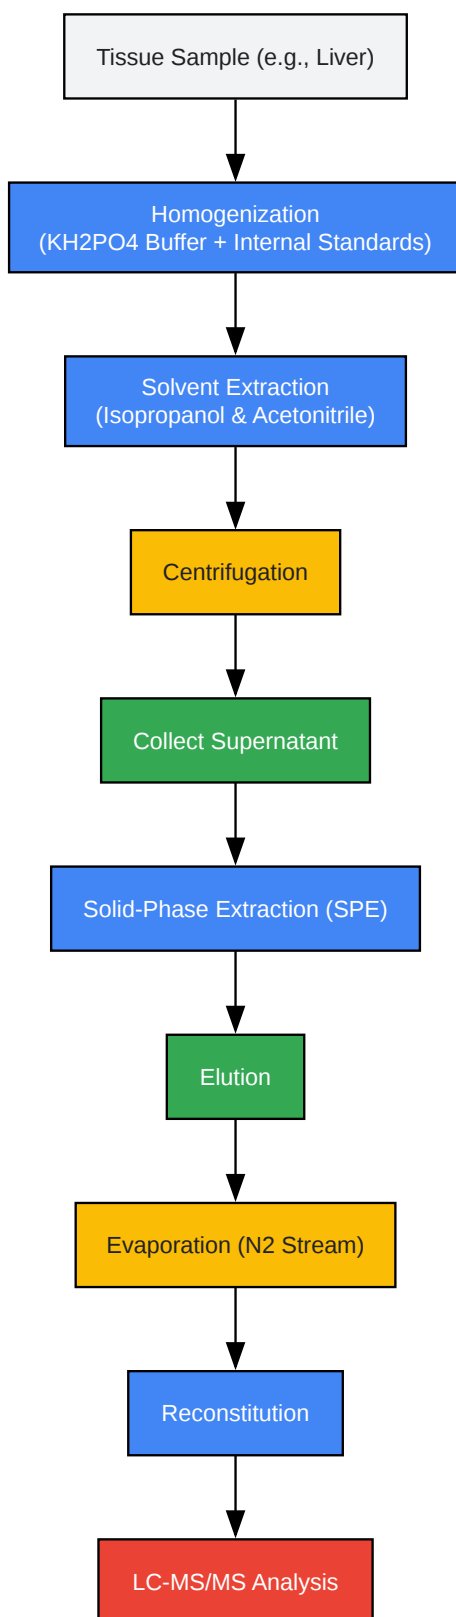 Tissue Sample (e.g., Liver)
Homogenization
(KH2PO4 Buffer + Internal Standards)
Solvent Extraction
(Isopropanol & Acetonitrile)
Centrifugation
Collect Supernatant
Solid-Phase Extraction (SPE)
Elution
Evaporation (N2 Stream)
Reconstitution
LC-MS/MS Analysis